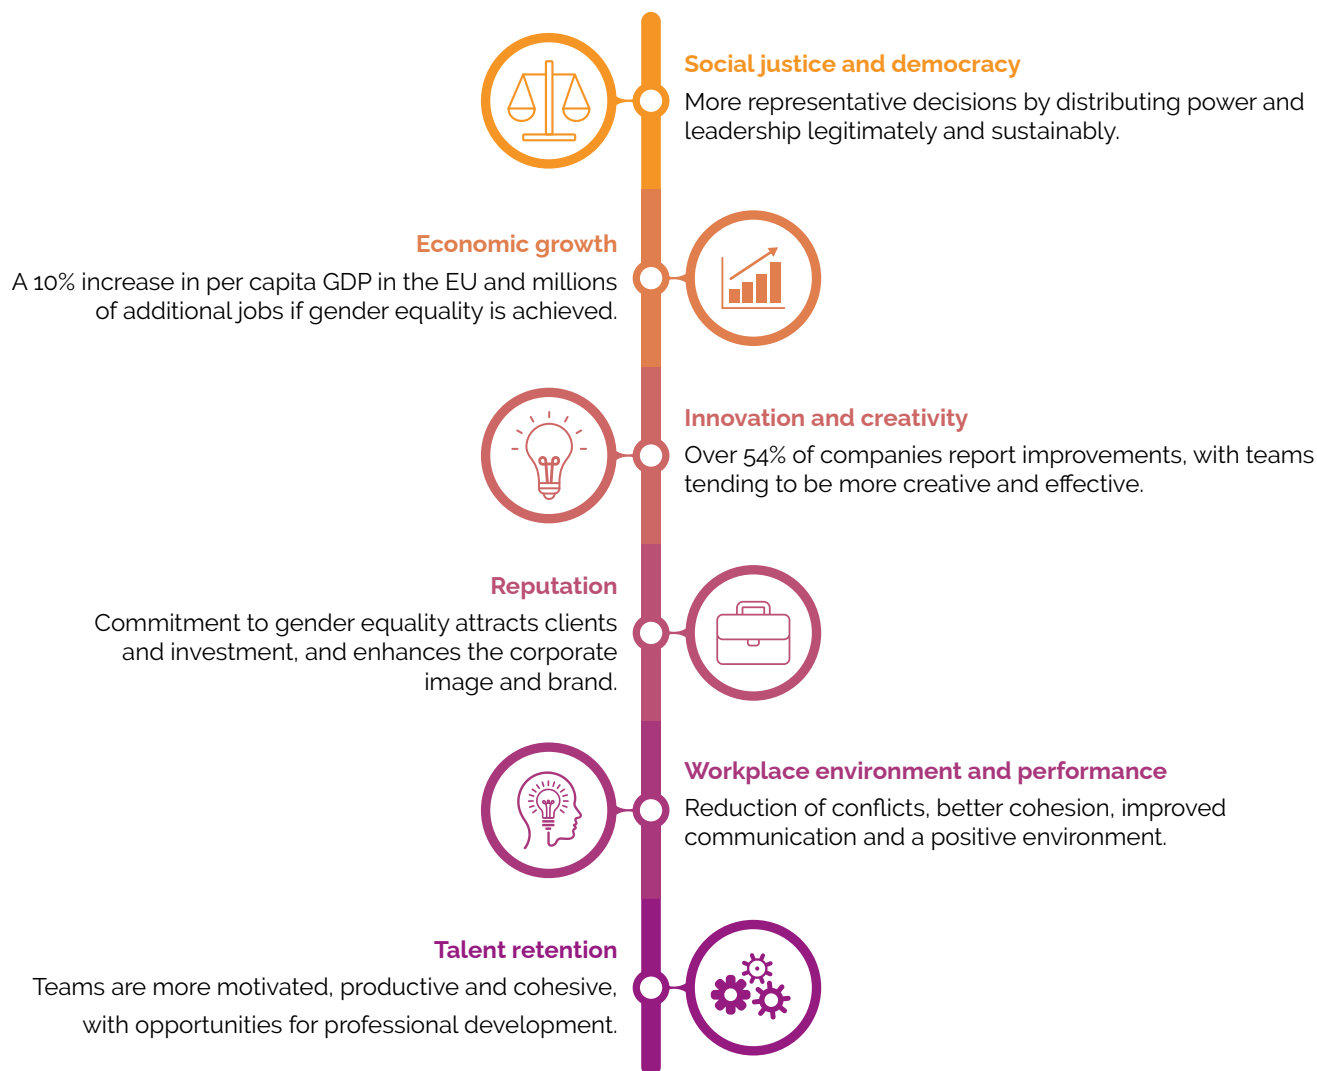 Social justice and democracy
More representative decisions by distributing power and
leadership legitimately and sustainably.
Economic growth
A 10% increase in per capita GDP in the EU and millions
of additional jobs if gender equality is achieved.
Innovation and creativity
Over 54% of companies report improvements, with teams
tending to be more creative and effective.
Reputation
Commitment to gender equality attracts clients
and investment, and enhances the corporate
image and brand.
Workplace environment and performance
Reduction of conflicts, better cohesion, improved
communication and a positive environment.
Talent retention
Teams are more motivated, productive and cohesive,
with opportunities for professional development.